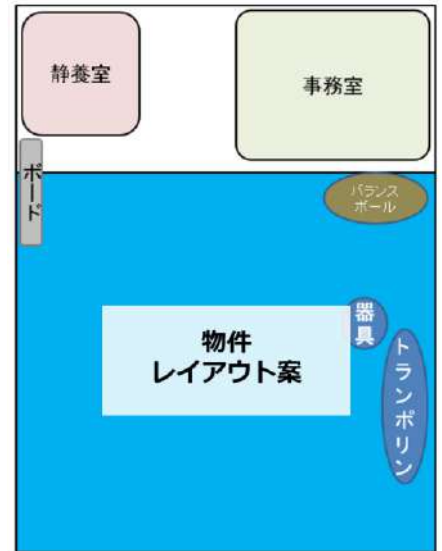 静養室
事務室
ボード
バランス
ボール
器具
物件
レイアウト案
トランポリン